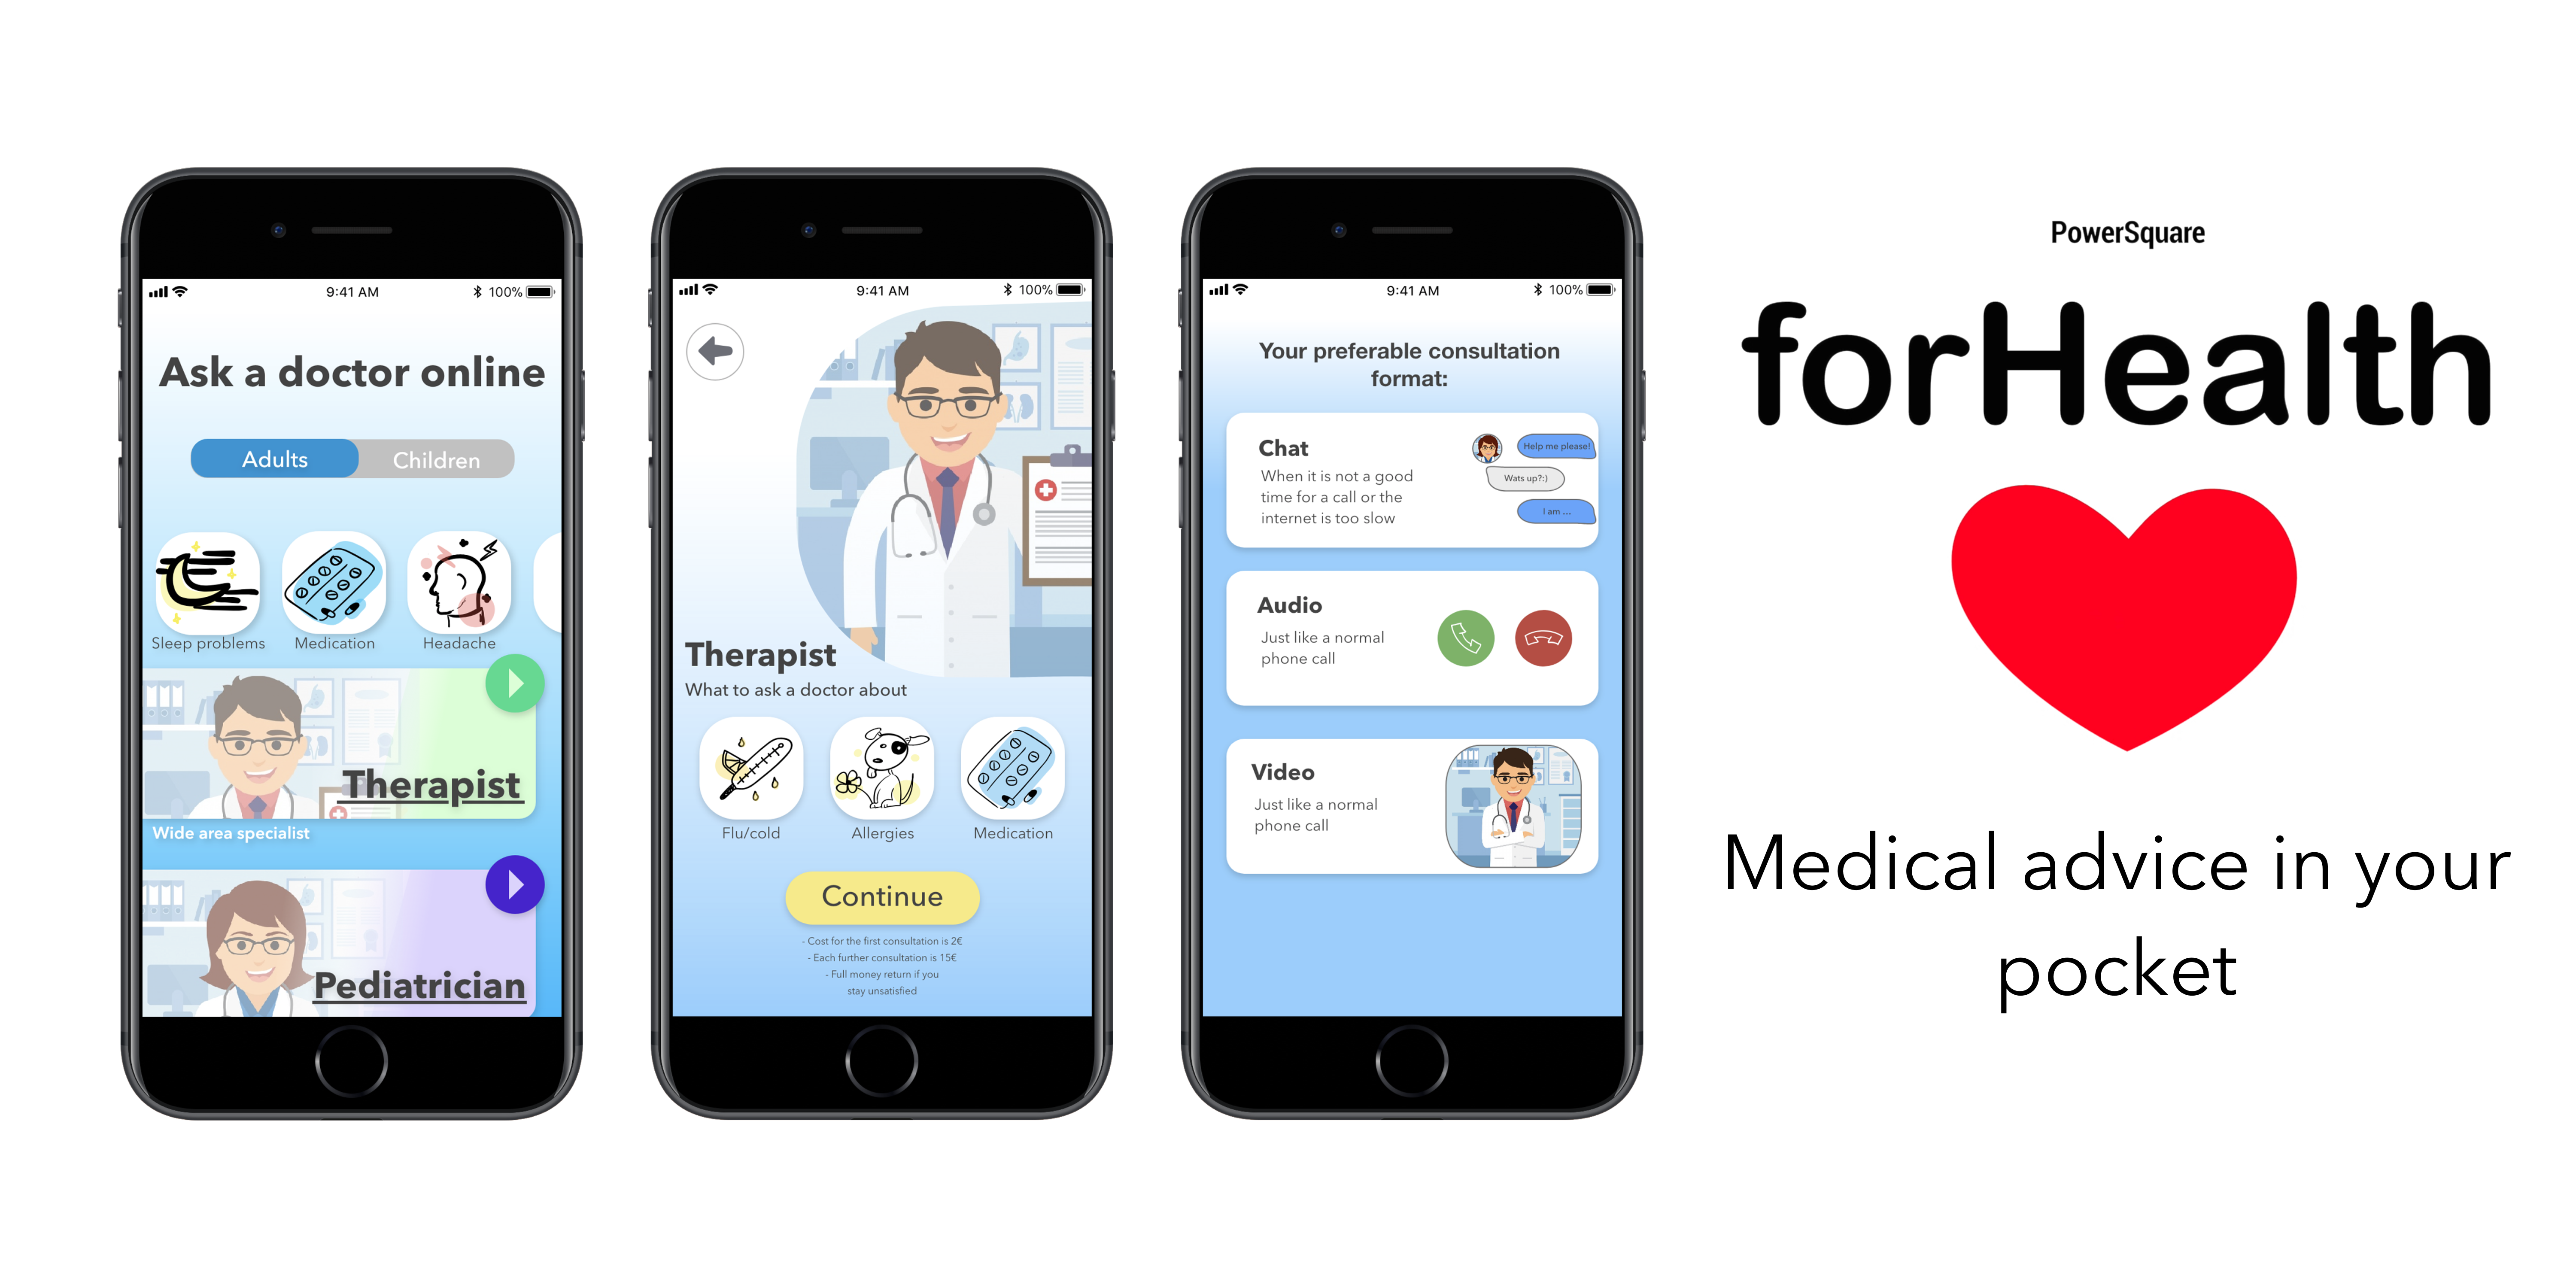 9:41 AM
100%
Ask a doctor online
Adults
Children
Sleep problems
Medication
Headache
Therapist
Wide area specialist
Pediatrician
9:41 AM
100%
Therapist
What to ask a doctor about
Flu/cold
Allergies
Medication
Continue
- Cost for the first consultation is 2€
- Each further consultation is 15€
- Full money return if you
stay unsatisfied
9:41 AM
100%
Your preferable consultation
format:
Chat
When it is not a good
time for a call or the
internet is too slow
Help me please!
Wats up?:)
I am ...
Audio
Just like a normal
phone call
Video
Just like a normal
phone call
PowerSquare
forHealth
Medical advice in your
pocket